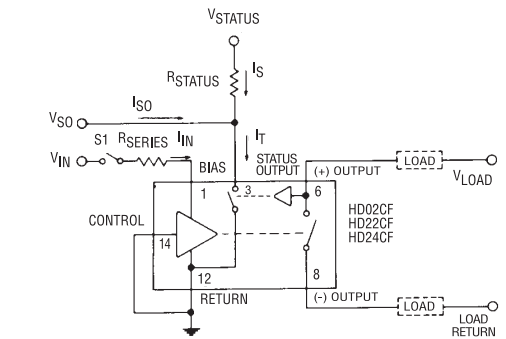 VSTATUS
RSTATUS
IS
ISO
VSO
S1
RSERIES
IIN
IT
VIN
BIAS
STATUS
OUTPUT
(+) OUTPUT
LOAD
VLOAD
1
3
6
HD02CF
HD22CF
HD24CF
CONTROL
14
12
8
RETURN
(-) OUTPUT
LOAD
LOAD
RETURN